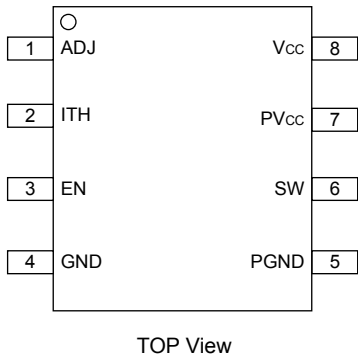 1 ADJ Vcc 8
2 ITH PVcc 7
3 EN SW 6
4 GND PGND 5
TOP View